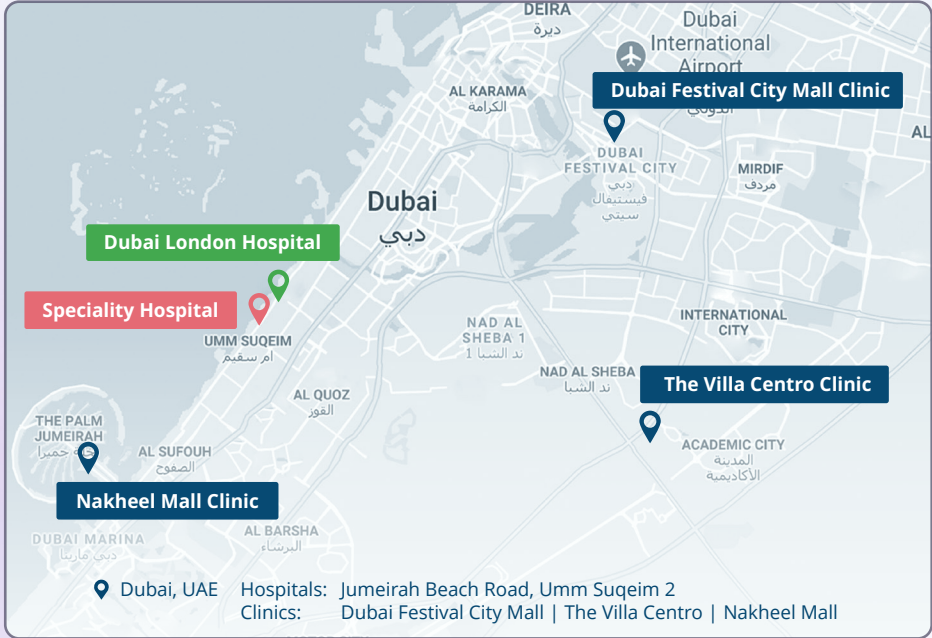 DEIRA
ديرة
Dubai
International
Airport
الدولي
Dubai Festival City Mall Clinic
AL KARAMA
الكرامة
AL
DUBAI
FESTIVAL CITY
دبي
فيستيفال
سيتي
MIRDIF
مردف
Dubai
دبي
Dubai London Hospital
Speciality Hospital
UMM SUQEIM
ام سقيم
NAD AL
SHEBA 1
ند الشبا 1
INTERNATIONAL
CITY
NAD AL SHEBA
ند الشبا
The Villa Centro Clinic
AL QUOZ
القوز
THE PALM
JUMEIRAH
جميرا
AL SUFOUH
الصفوح
ACADEMIC CITY
المدينة
الأكاديمية
Nakheel Mall Clinic
DUBAI MARINA
دبي مارينا
AL BARSHA
البرشاء
Dubai, UAE Hospitals: Jumeirah Beach Road, Umm Suqeim 2
Clinics: Dubai Festival City Mall | The Villa Centro | Nakheel Mall